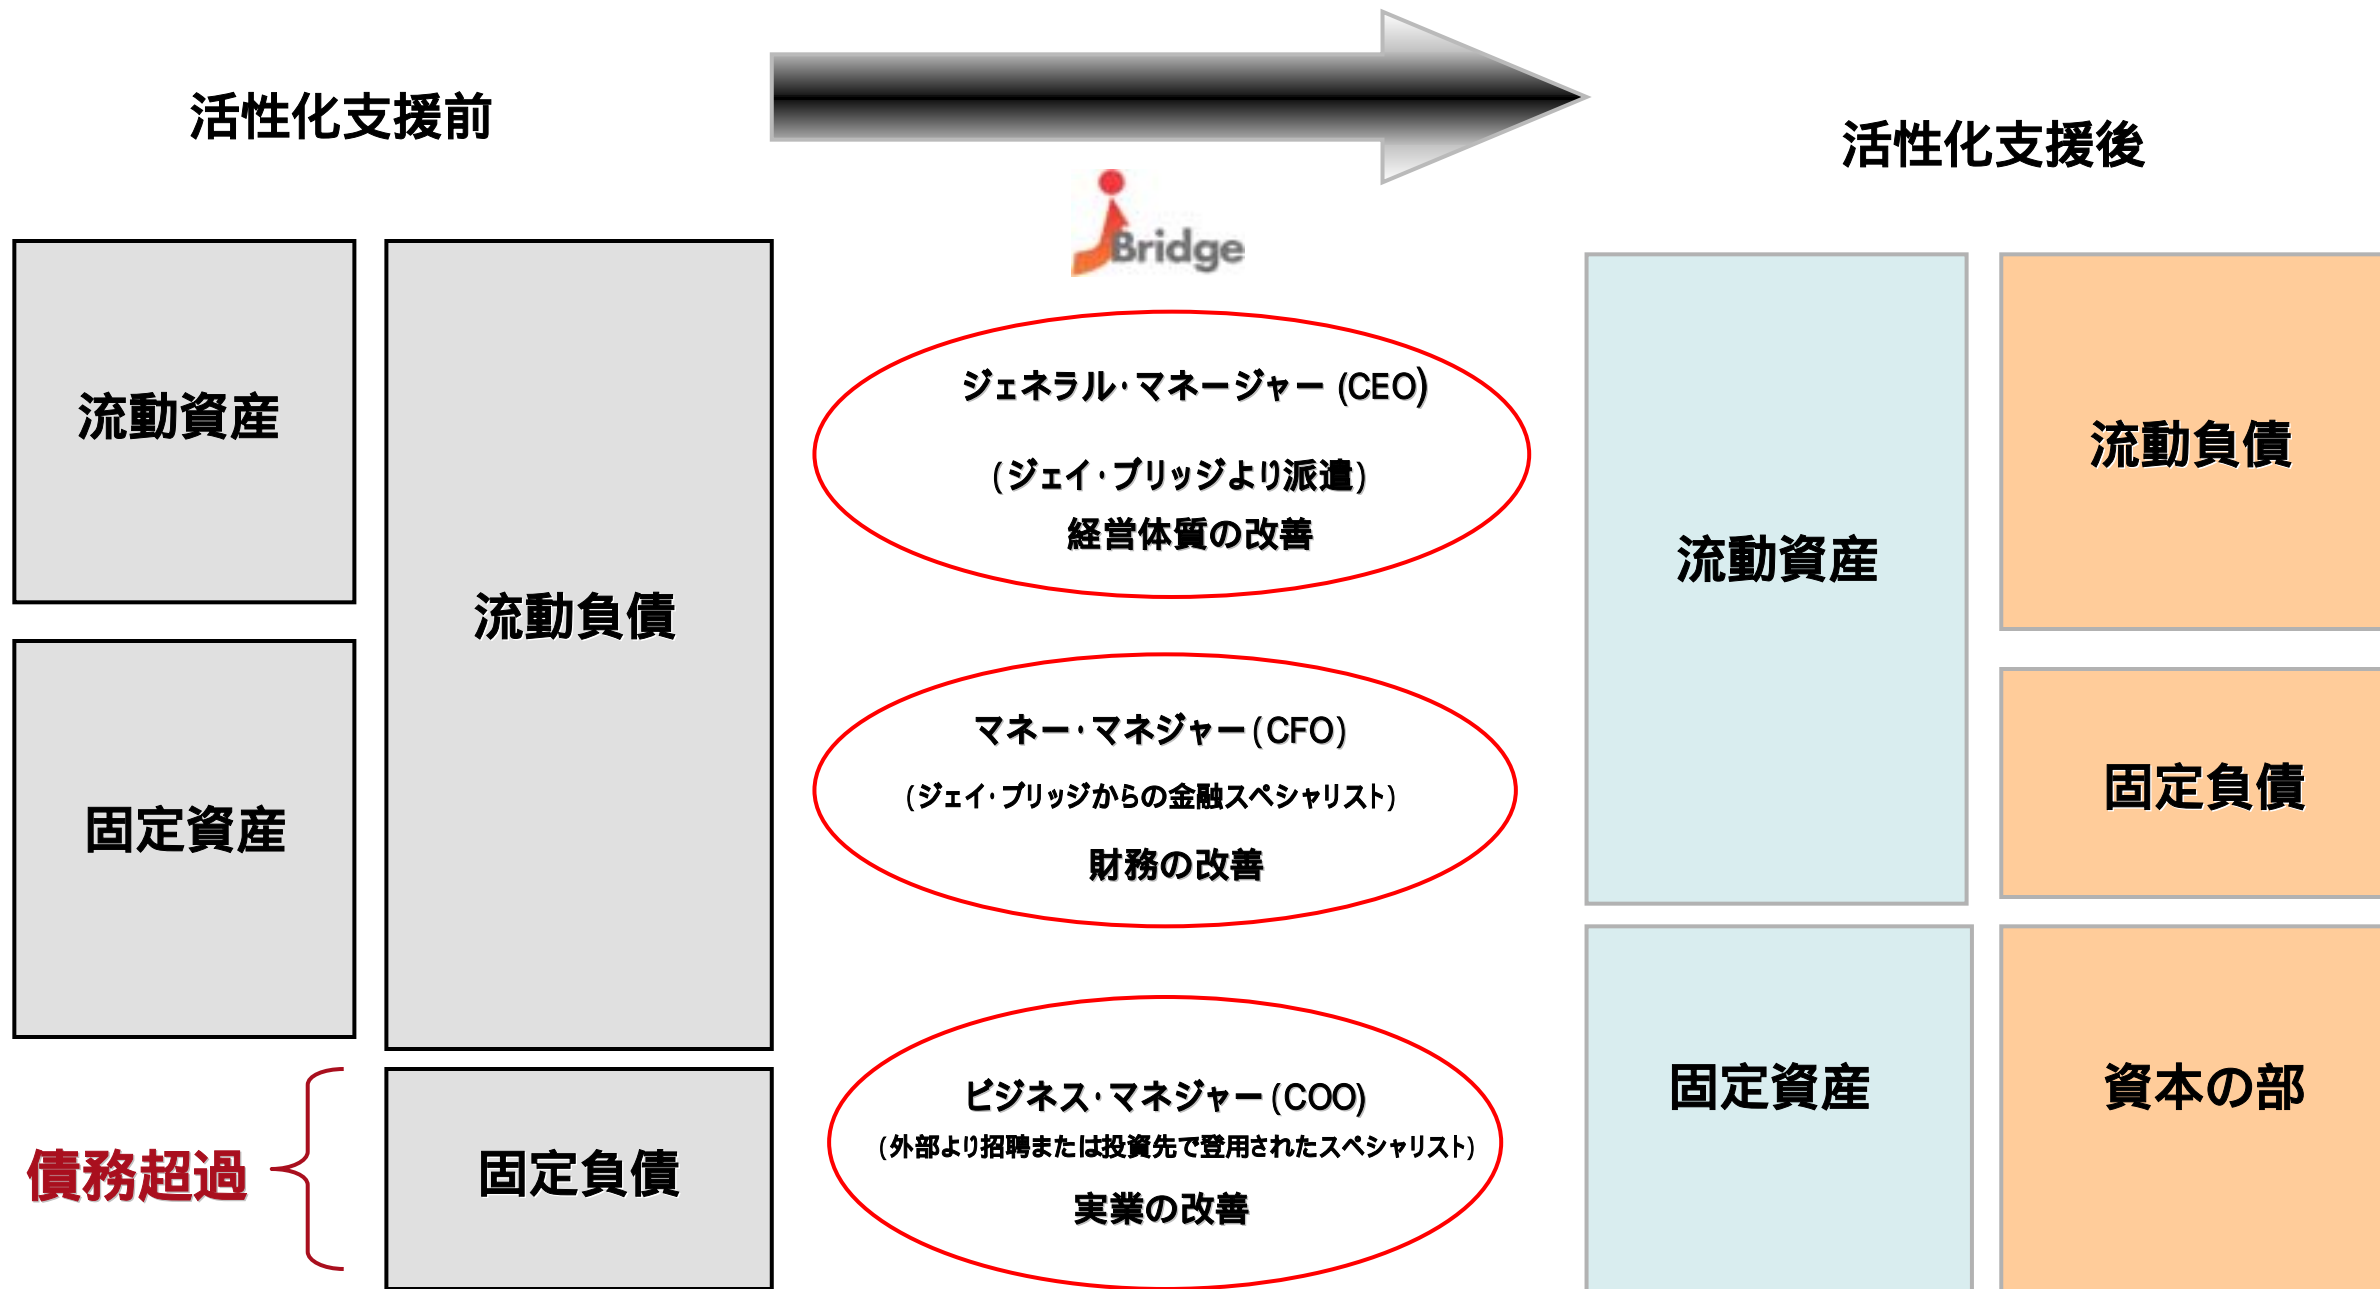 活性化支援前
活性化支援後
Bridge
流動資産
固定資産
債務超過
流動負債
固定負債
ジェネラル・マネージャー (CEO)
(ジェイ・ブリッジより派遣)
経営体質の改善
マネー・マネジャー(CFO)
(ジェイ・ブリッジからの金融スペシャリスト)
財務の改善
ビジネス・マネジャー(COO)
(外部より招聘または投資先で登用されたスペシャリスト)
実業の改善
流動資産
固定資産
流動負債
固定負債
資本の部